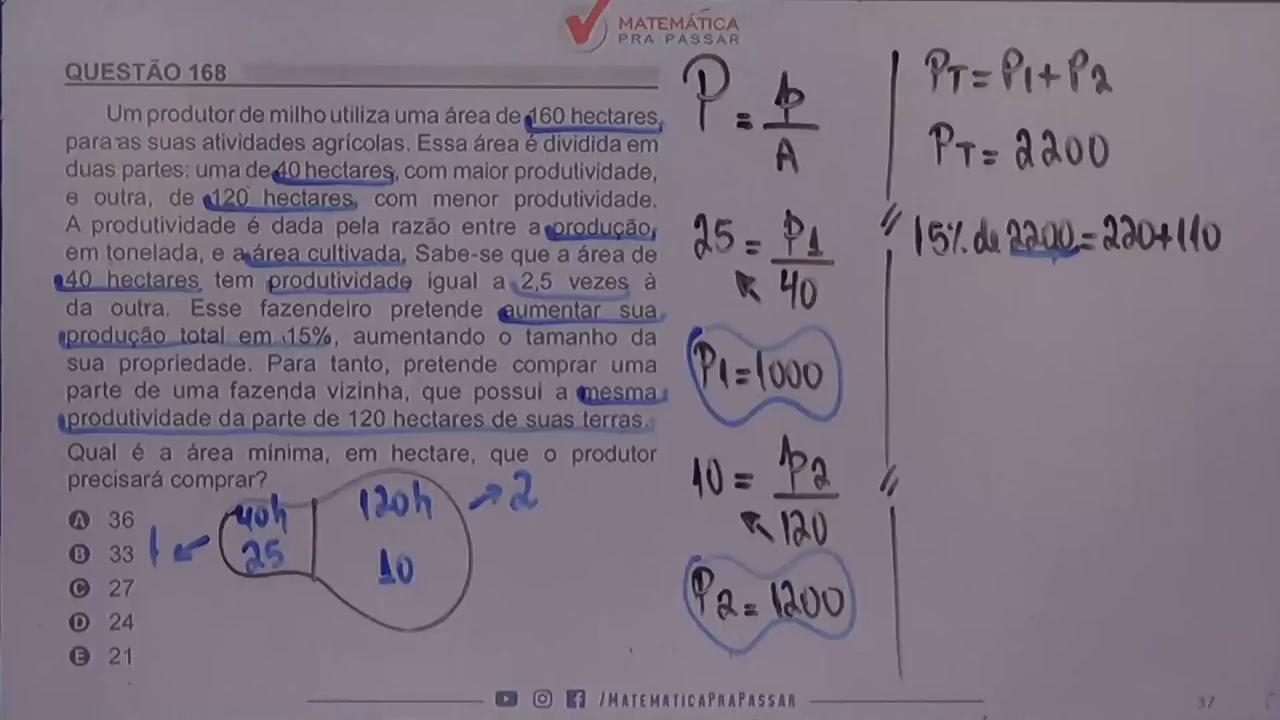 MATEMÁTICA
PRA PASSAR
QUESTÃO 168
Um produtor de milho utiliza uma área de 160 hectares
para as suas atividades agrícolas. Essa área é dividida em
duas partes: uma de 40 hectares, com maior produtividade,
e outra, de 120 hectares, com menor produtividade.
A produtividade é dada pela razão entre a produção,
em tonelada, e a área cultivada. Sabe-se que a área de
40 hectares tem produtividade igual a 2,5 vezes à
da outra. Esse fazendeiro pretende aumentar sua
produção total em 15%, aumentando o tamanho da
sua propriedade. Para tanto, pretende comprar uma
parte de uma fazenda vizinha, que possui a mesma
produtividade da parte de 120 hectares de suas terras.
Qual é a área mínima, em hectare, que o produtor
precisará comprar?
A 36
B 33
C 27
D 24
E 21
40h 120h → 2
1 ← 25 10
P = p
A
25 = P1
40
P1=1000
10 = P2
120
P2=1200
PT=P1+P2
PT=2200
15% de 2200=220+110
/MATEMATICAPRAPASSAR
37